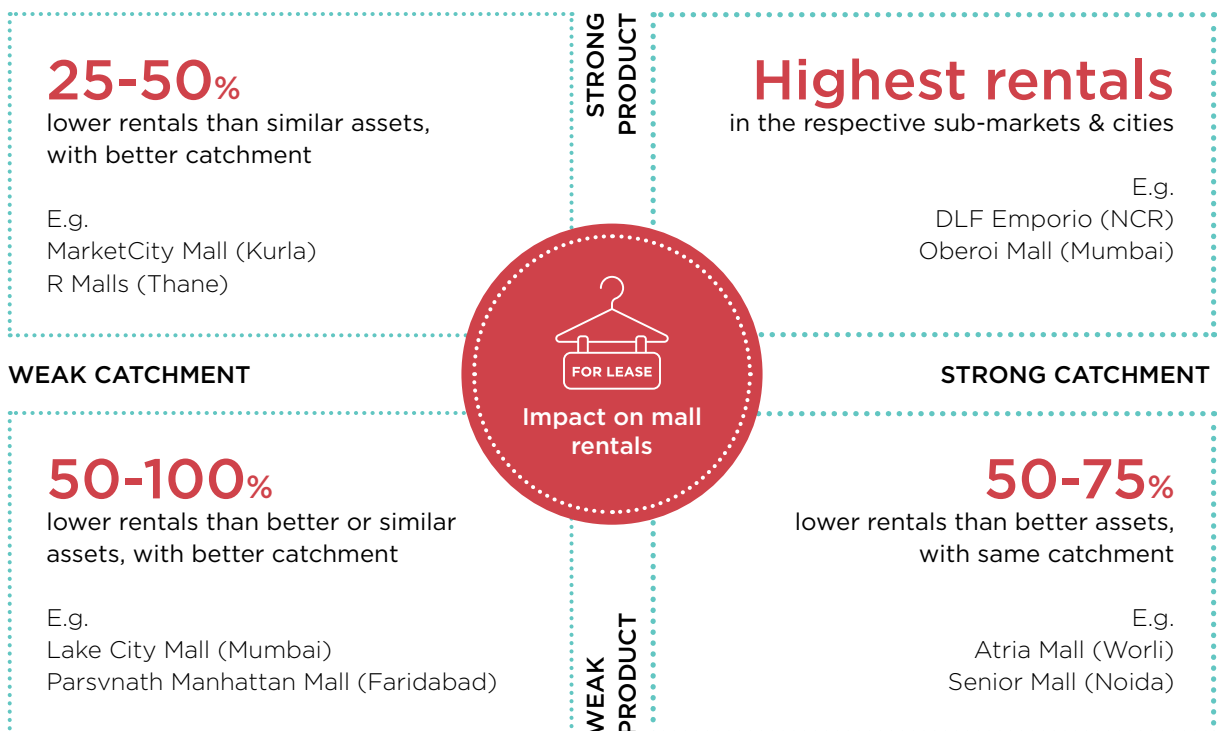 25-50%
lower rentals than similar assets,
with better catchment
E.g.
MarketCity Mall (Kurla)
R Malls (Thane)
STRONG
PRODUCT
Highest rentals
in the respective sub-markets & cities
E.g.
DLF Emporio (NCR)
Oberoi Mall (Mumbai)
WEAK CATCHMENT
FOR LEASE
Impact on mall
rentals
STRONG CATCHMENT
50-100%
lower rentals than better or similar
assets, with better catchment
E.g.
Lake City Mall (Mumbai)
Parsvnath Manhattan Mall (Faridabad)
WEAK
PRODUCT
50-75%
lower rentals than better assets,
with same catchment
E.g.
Atria Mall (Worli)
Senior Mall (Noida)